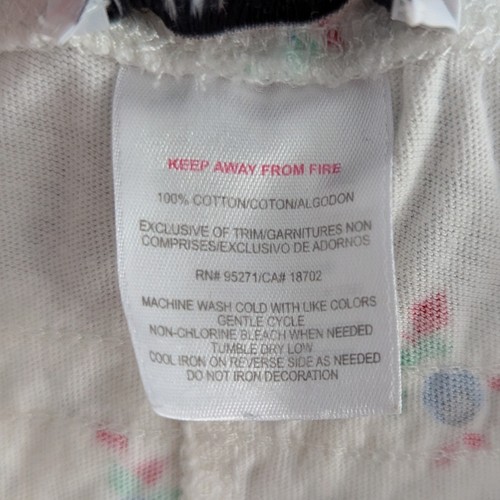 KEEP AWAY FROM FIRE
100% COTTON/COTON/ALGODON
EXCLUSIVE OF TRIM/GARNITURES NON
COMPRISES/EXCLUSIVO DE ADORNOS
RN# 95271/CA# 18702
MACHINE WASH COLD WITH LIKE COLORS
GENTLE CYCLE
NON-CHLORINE BLEACH WHEN NEEDED
TUMBLE DRY LOW
COOL IRON ON REVERSE SIDE AS NEEDED
DO NOT IRON DECORATION